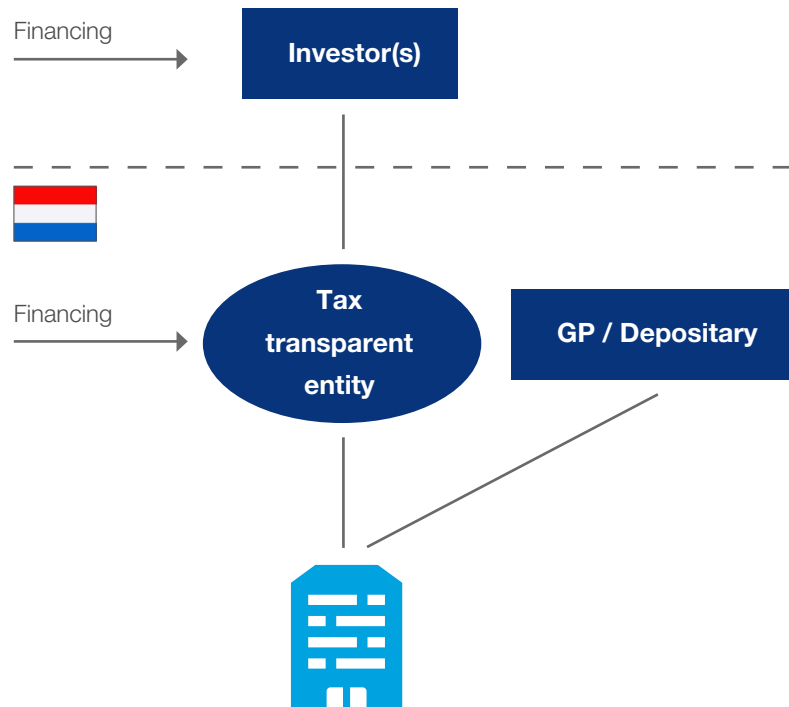 Financing
Investor(s)
Financing
Tax
transparent
entity
GP / Depositary